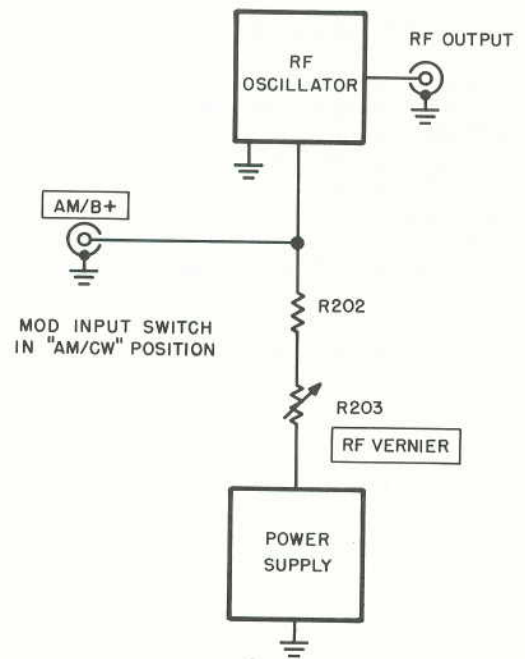 RF OUTPUT
RF
OSCILLATOR
AM/B+
MOD INPUT SWITCH
IN "AM/CW" POSITION
R202
R203
RF VERNIER
POWER
SUPPLY